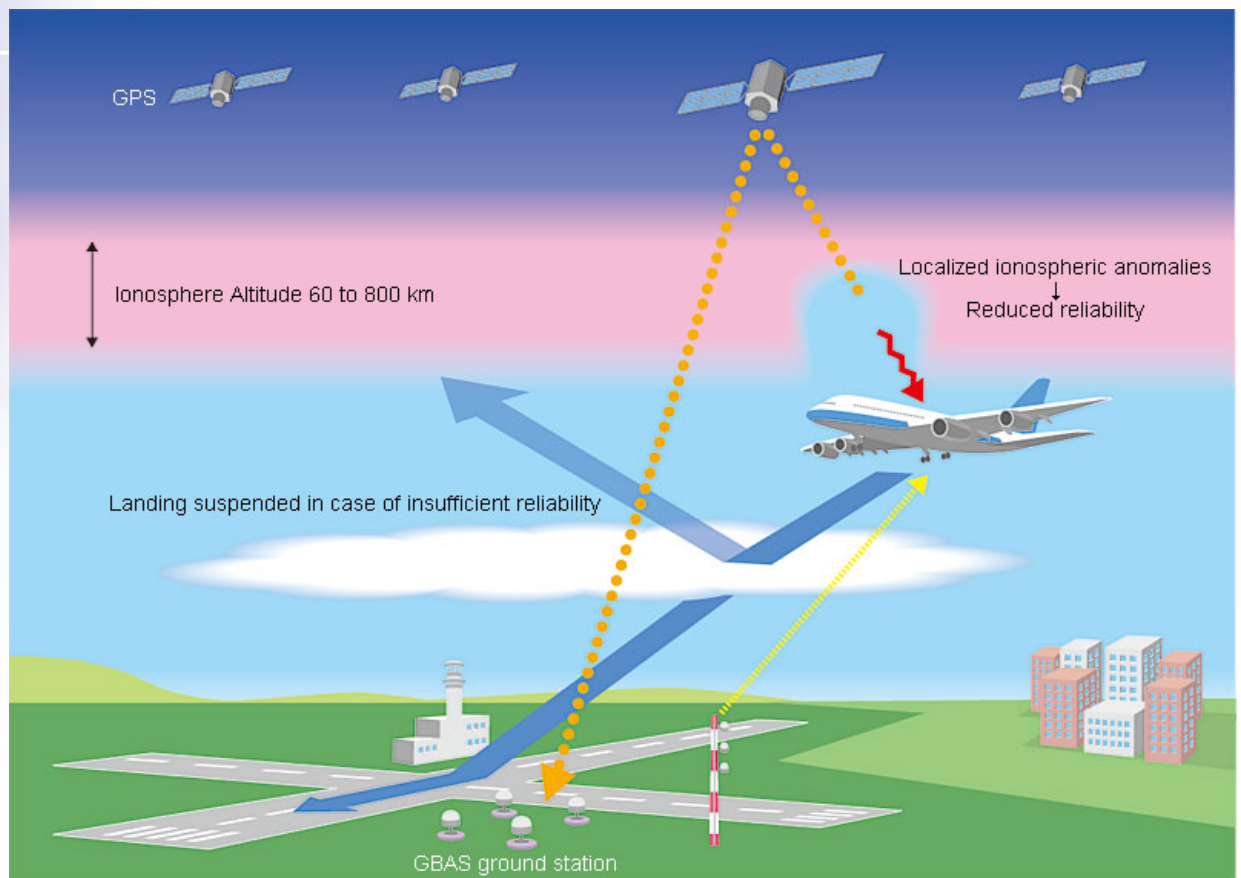 GPS
Localized ionospheric anomalies
Reduced reliability
Ionosphere Altitude 60 to 800 km
Landing suspended in case of insufficient reliability
GBAS ground station